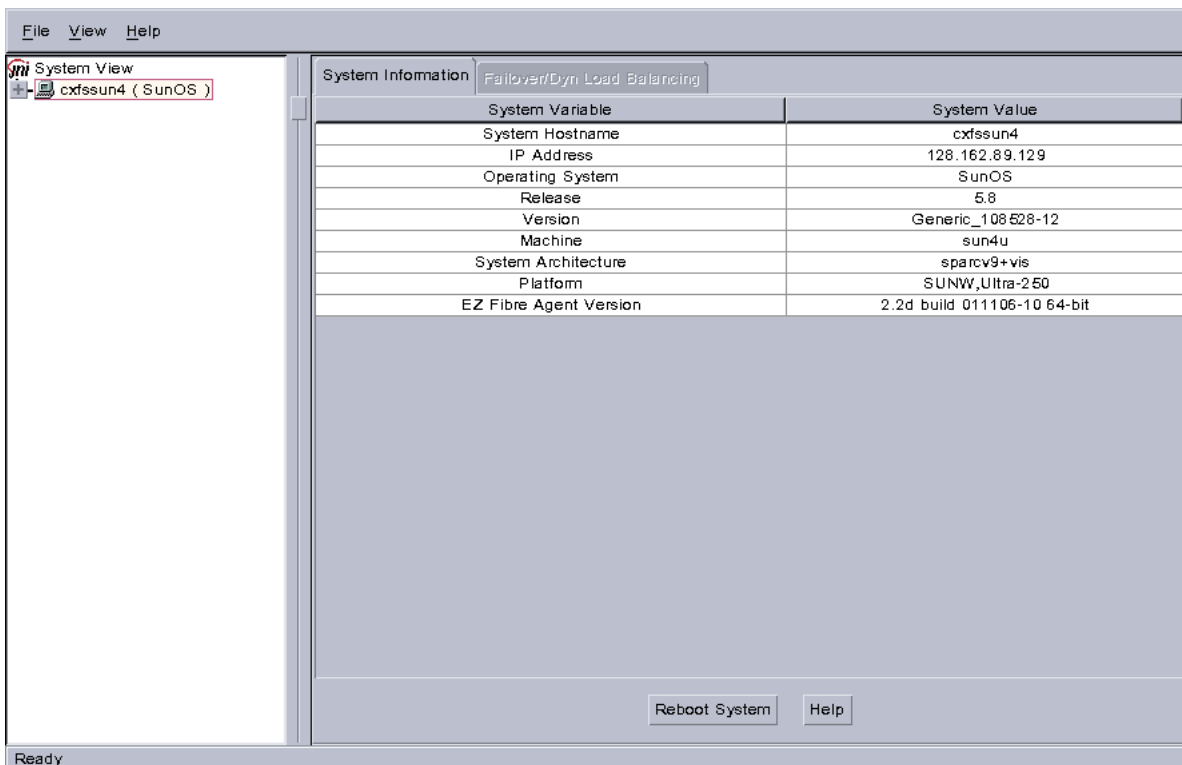 File View Help
jni System View
cxfssun4 ( SunOS )
System Information Failover/Dyn Load Balancing
System Variable System Value
System Hostname cxfssun4
IP Address 128.162.89.129
Operating System SunOS
Release 5.8
Version Generic_108528-12
Machine sun4u
System Architecture sparcv9+vis
Platform SUNW,Ultra-250
EZ Fibre Agent Version 2.2d build 011106-10 64-bit
Reboot System Help
Ready